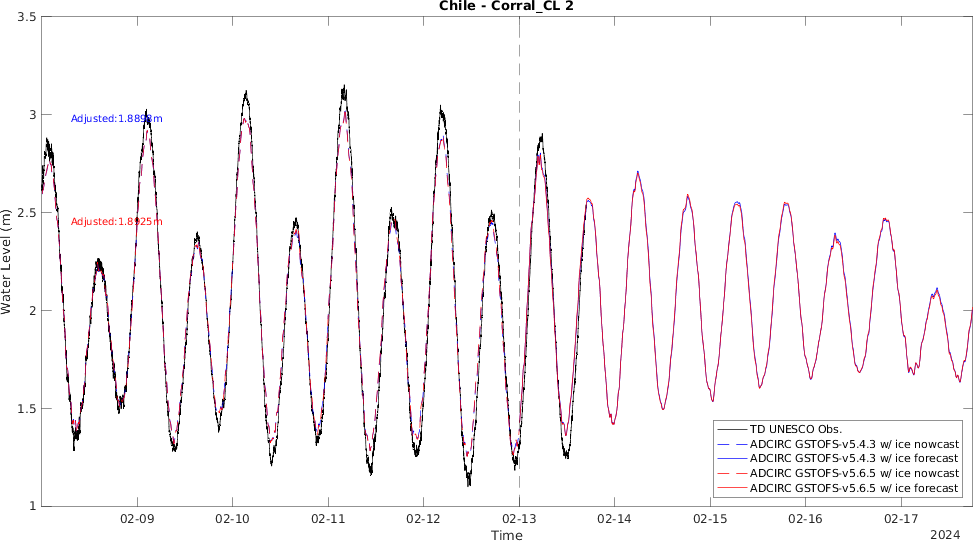 Chile - Corral_CL 2
3.5
3
2.5
2
1.5
1
Water Level (m)
Adjusted:1.8893m
Adjusted:1.8925m
02-09
02-10
02-11
02-12
02-13
02-14
02-15
02-16
02-17
Time
2024
TD UNESCO Obs.
ADCIRC GSTOFS-v5.4.3 w/ ice nowcast
ADCIRC GSTOFS-v5.4.3 w/ ice forecast
ADCIRC GSTOFS-v5.6.5 w/ ice nowcast
ADCIRC GSTOFS-v5.6.5 w/ ice forecast